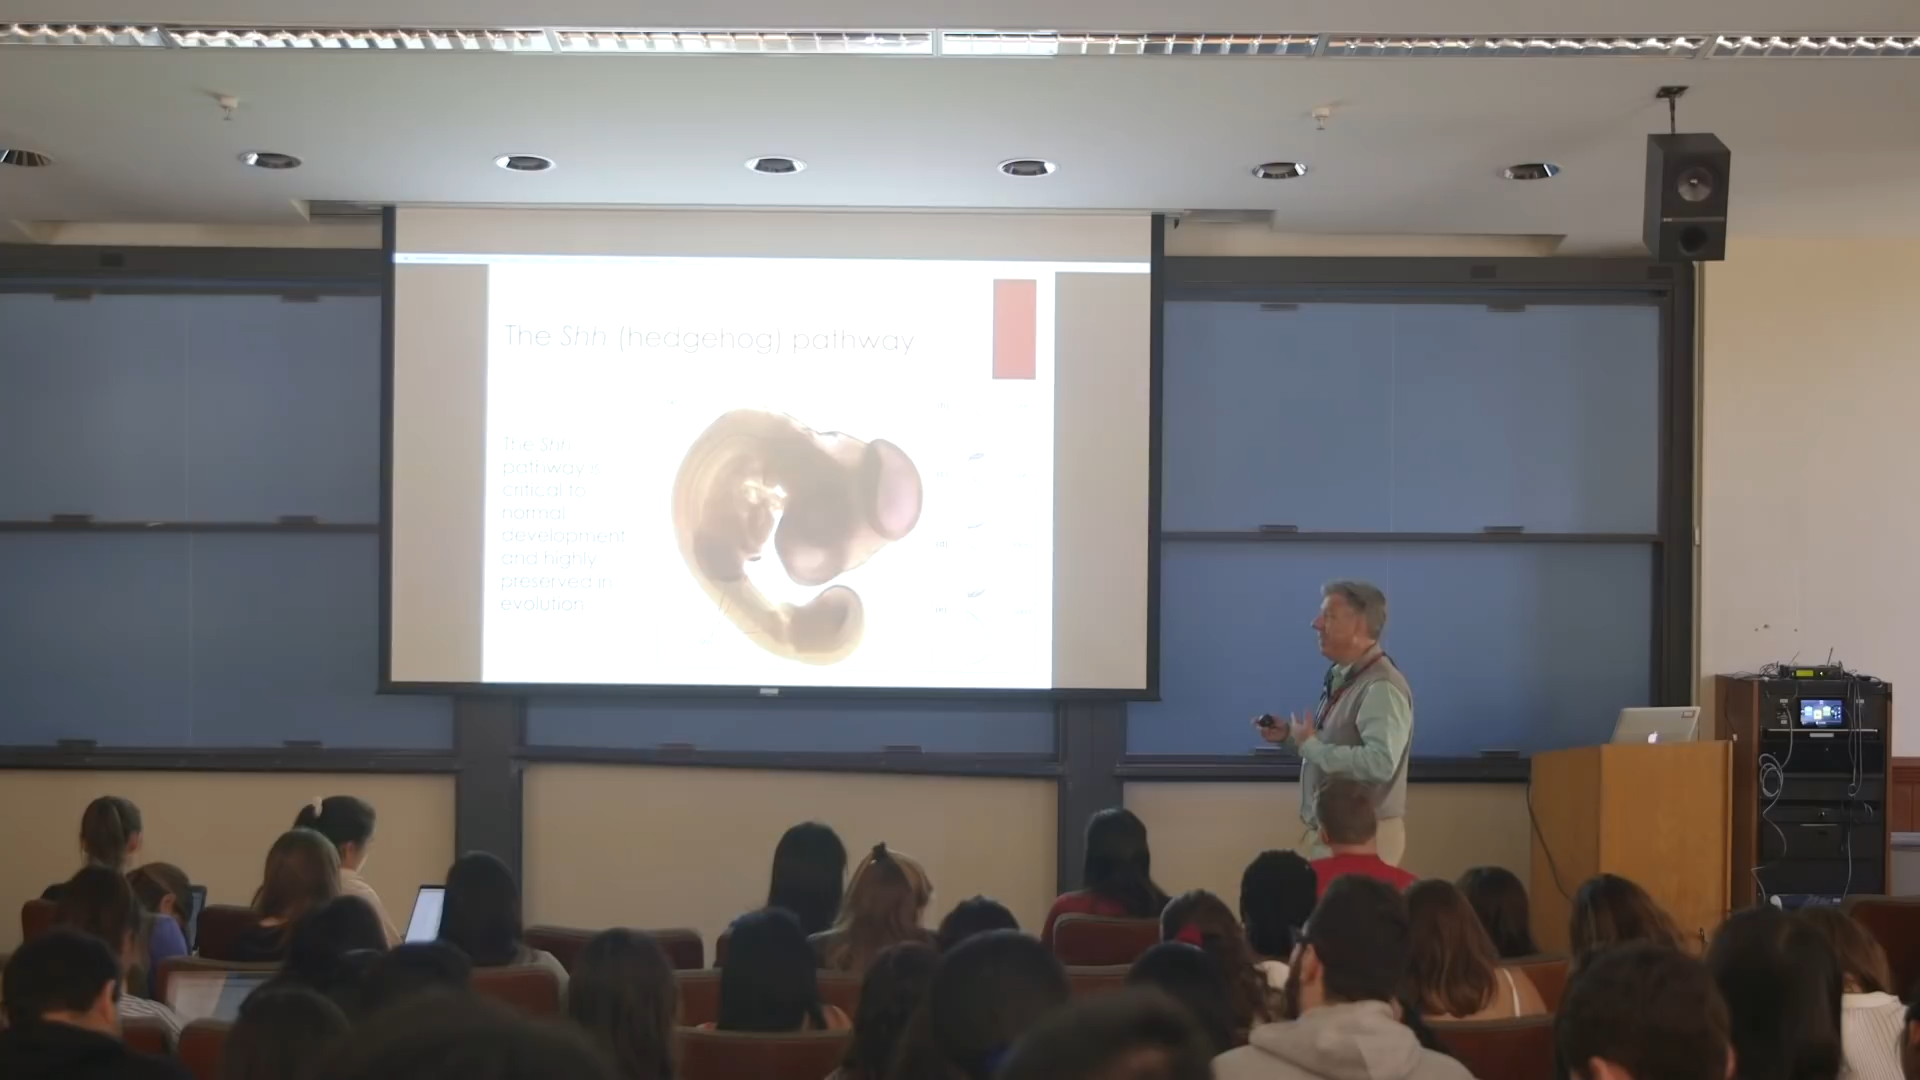 The Shh (hedgehog) pathway
The Shh
pathway is
critical to
normal
development
and highly
preserved in
evolution